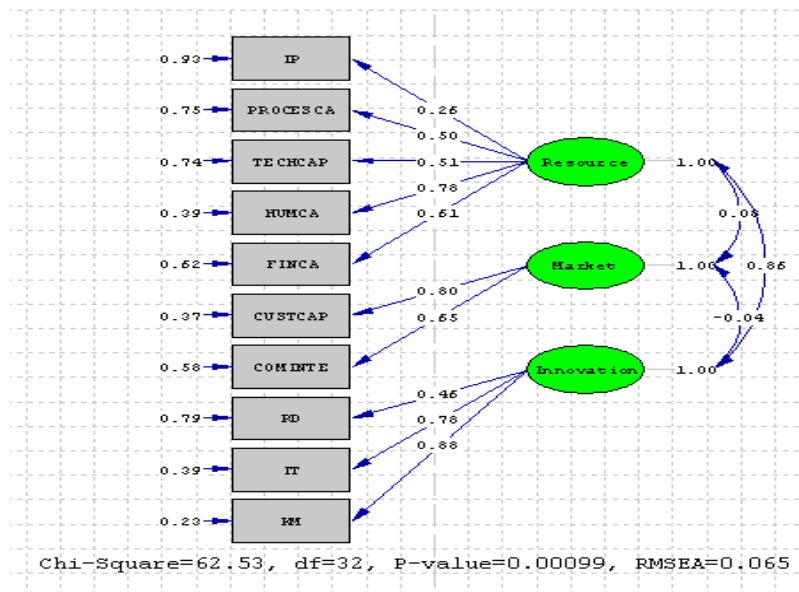 0.93 IP
0.26
0.75 PROCESCA
0.50
0.74 TECHCAP 0.51 Resource 1.00
0.78
0.39 HUMCA 0.61 0.08
0.62 FINCA Market 1.00 0.86
0.80
0.37 CUSTCAP 0.65 -0.04
0.58 COMINTE Innovation 1.00
0.46
0.79 RD 0.78
0.88
0.39 IT
0.23 KM
Chi-Square=62.53, df=32, P-value=0.00099, RMSEA=0.065